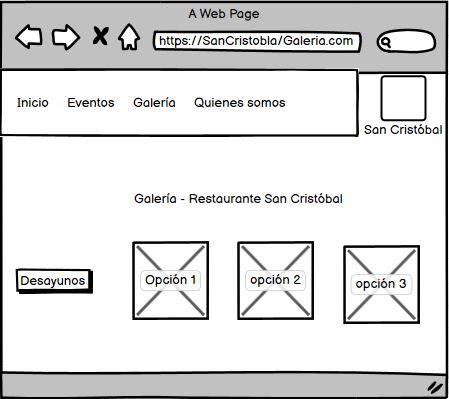 A Web Page
https://SanCristobla/Galeria.com
Inicio Eventos Galería Quienes somos
San Cristóbal
Galería - Restaurante San Cristóbal
Desayunos Opción 1 opción 2 opción 3